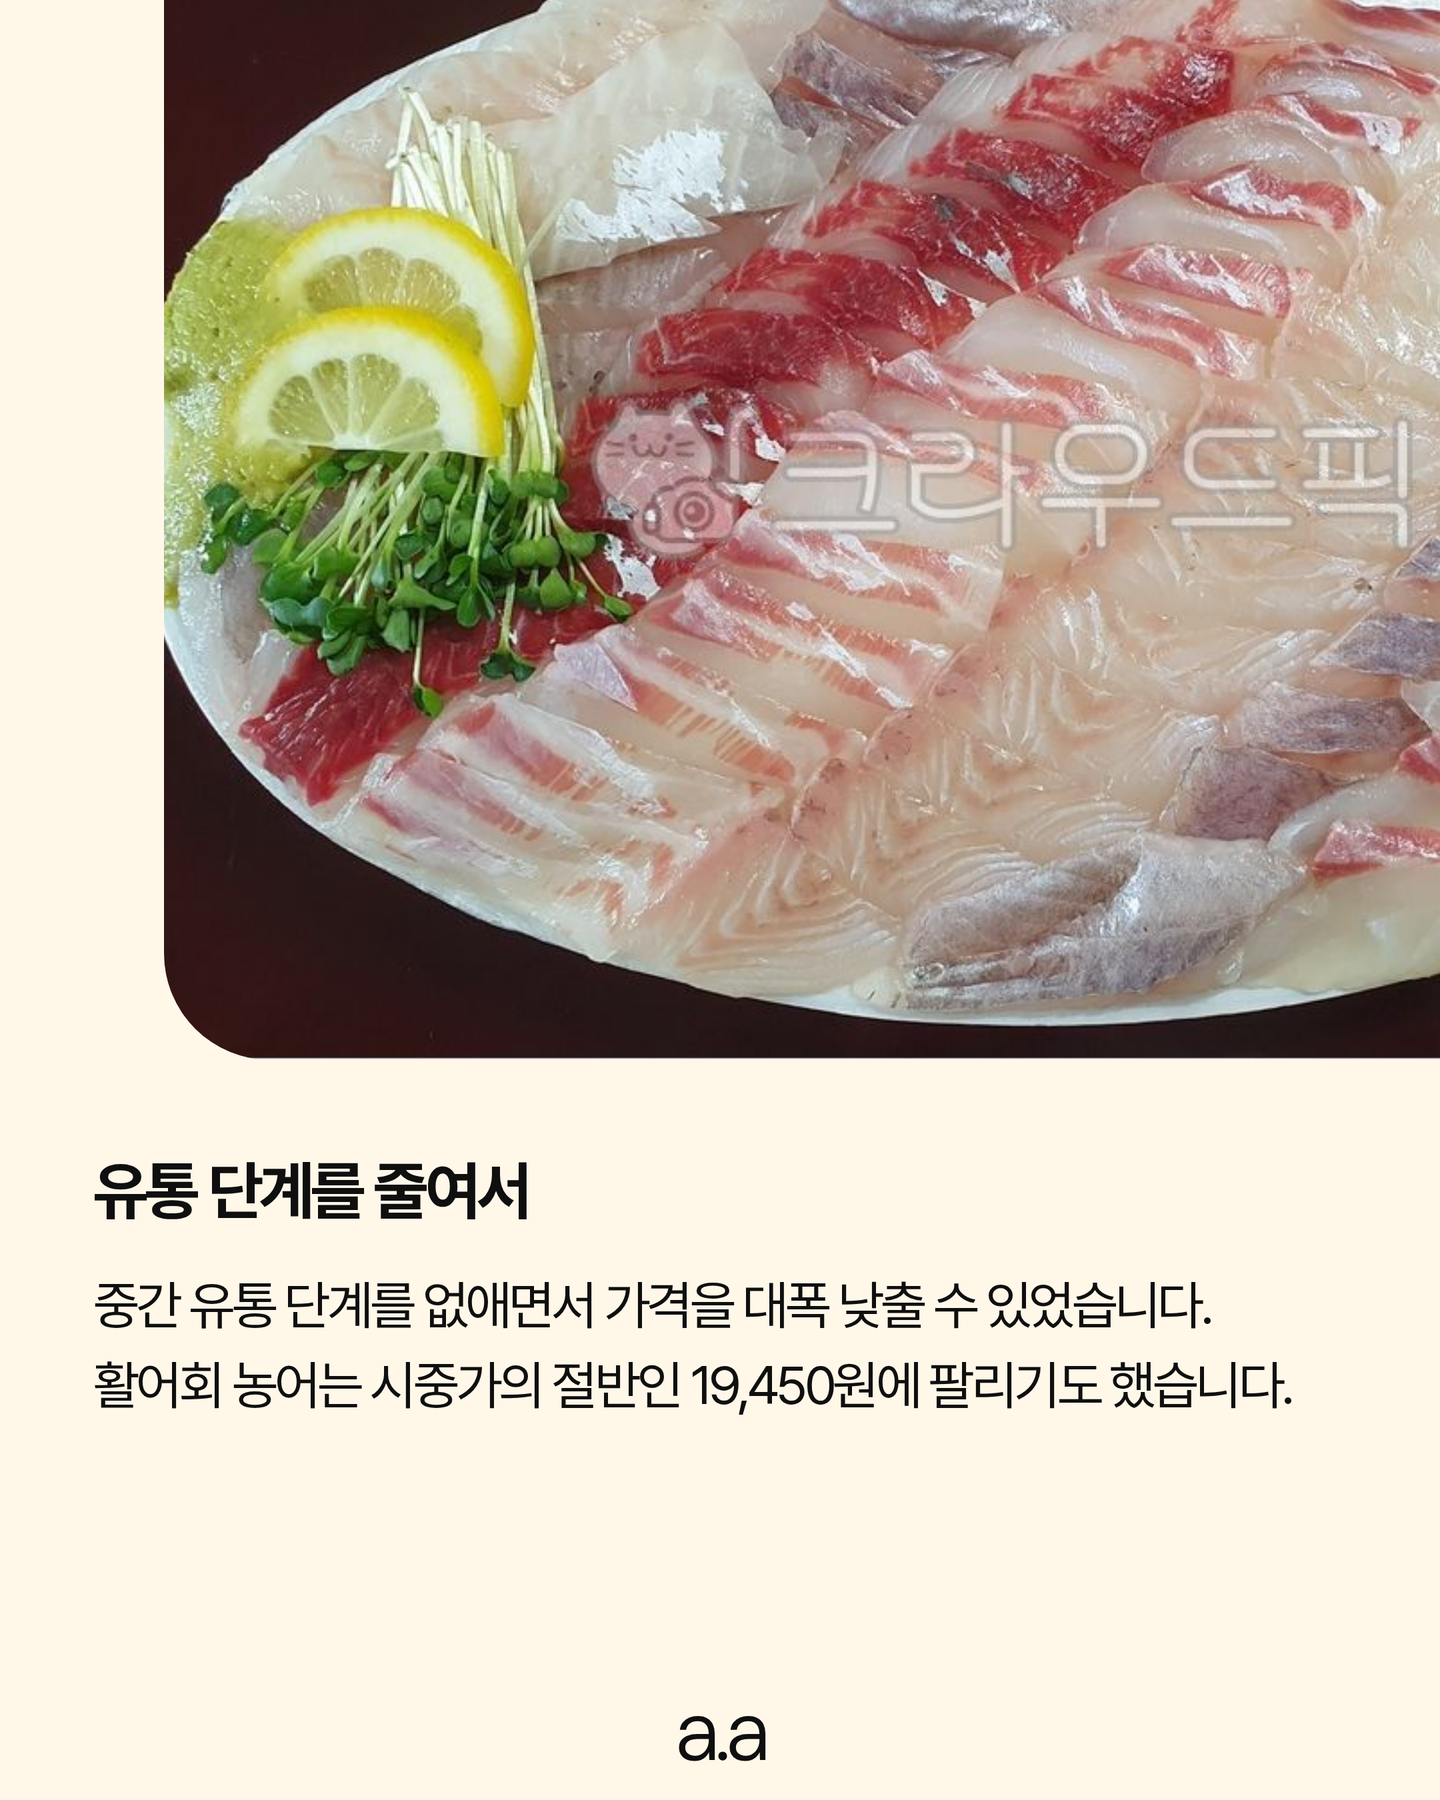 크라우드픽
유통 단계를 줄여서
중간 유통 단계를 없애면서 가격을 대폭 낮출 수 있었습니다.
활어회 농어는 시중가의 절반인 19,450원에 팔리기도 했습니다.
a.a